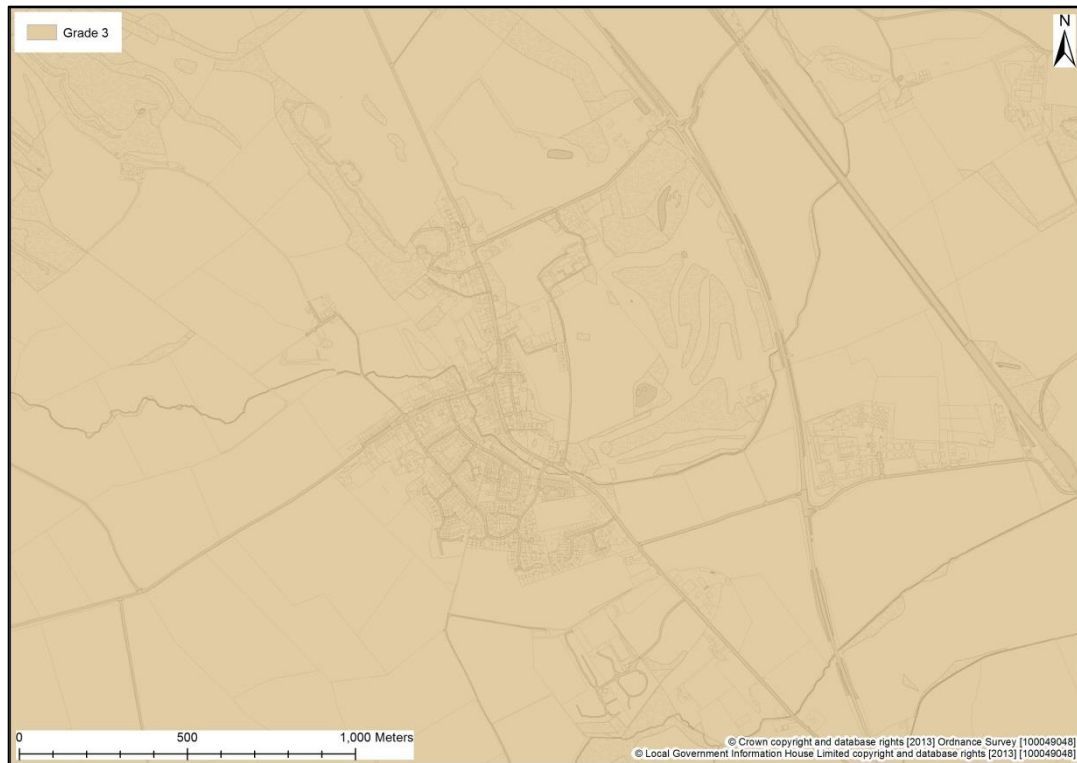 Grade 3
N
0 500 1,000 Meters
© Crown copyright and database rights [2013] Ordnance Survey [100049048]
© Local Government Information House Limited copyright and database rights [2013] [100049048]